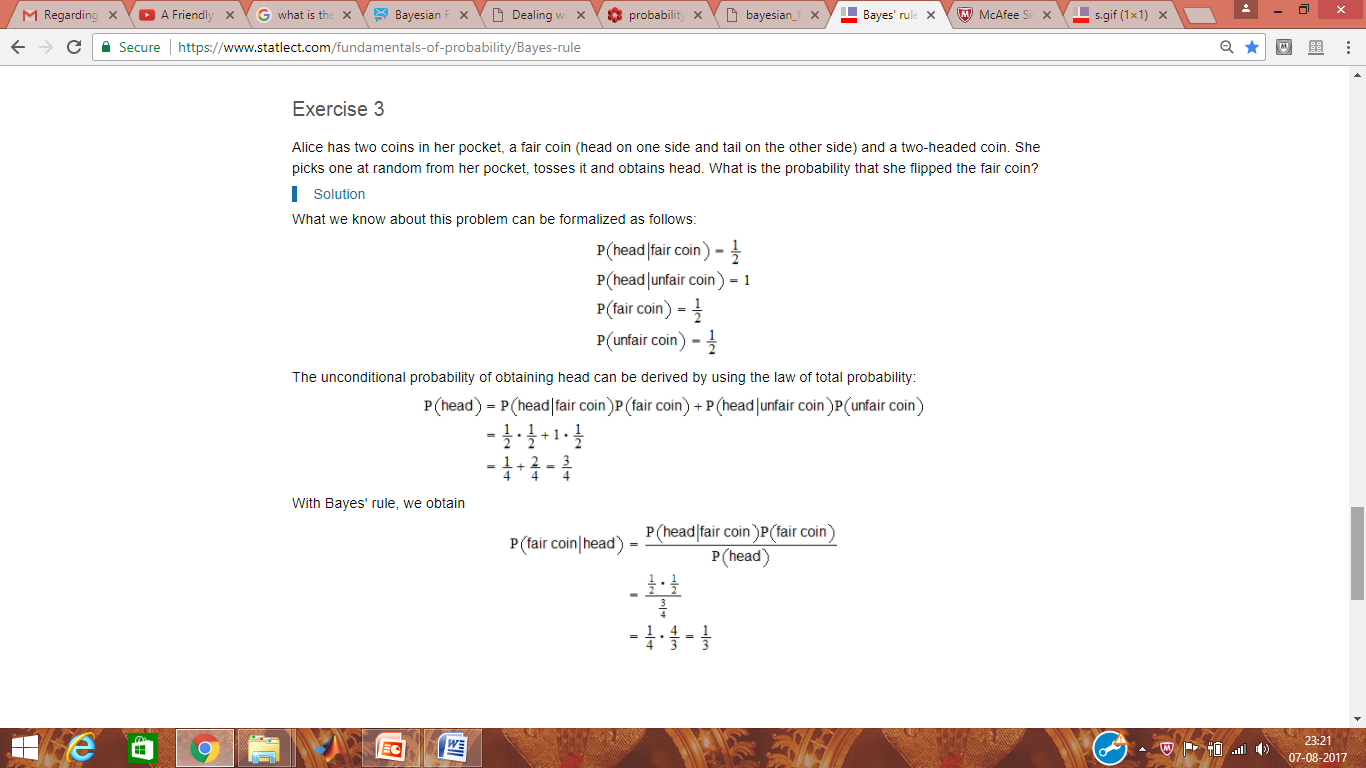 Regarding
A Friendly
what is the
Bayesian F
Dealing w
probability
bayesian_f
Bayes' rule
McAfee Si
s.gif (1×1)
Secure | https://www.statlect.com/fundamentals-of-probability/Bayes-rule
Exercise 3
Alice has two coins in her pocket, a fair coin (head on one side and tail on the other side) and a two-headed coin. She
picks one at random from her pocket, tosses it and obtains head. What is the probability that she flipped the fair coin?
Solution
What we know about this problem can be formalized as follows:
P(head|fair coin) = 1/2
P(head|unfair coin) = 1
P(fair coin) = 1/2
P(unfair coin) = 1/2
The unconditional probability of obtaining head can be derived by using the law of total probability:
P(head) = P(head|fair coin)P(fair coin) + P(head|unfair coin)P(unfair coin)
= 1/2 · 1/2 + 1 · 1/2
= 1/4 + 2/4 = 3/4
With Bayes' rule, we obtain
P(fair coin|head) = P(head|fair coin)P(fair coin) / P(head)
= (1/2 · 1/2) / (3/4)
= 1/4 · 4/3 = 1/3
23:21
07-08-2017